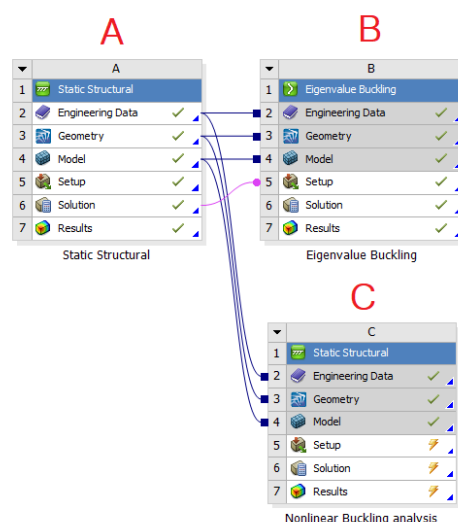 A
B
A
1 Static Structural
2 Engineering Data
3 Geometry
4 Model
5 Setup
6 Solution
7 Results
Static Structural
B
1 Eigenvalue Buckling
2 Engineering Data
3 Geometry
4 Model
5 Setup
6 Solution
7 Results
Eigenvalue Buckling
C
C
1 Static Structural
2 Engineering Data
3 Geometry
4 Model
5 Setup
6 Solution
7 Results
Nonlinear Buckling analysis